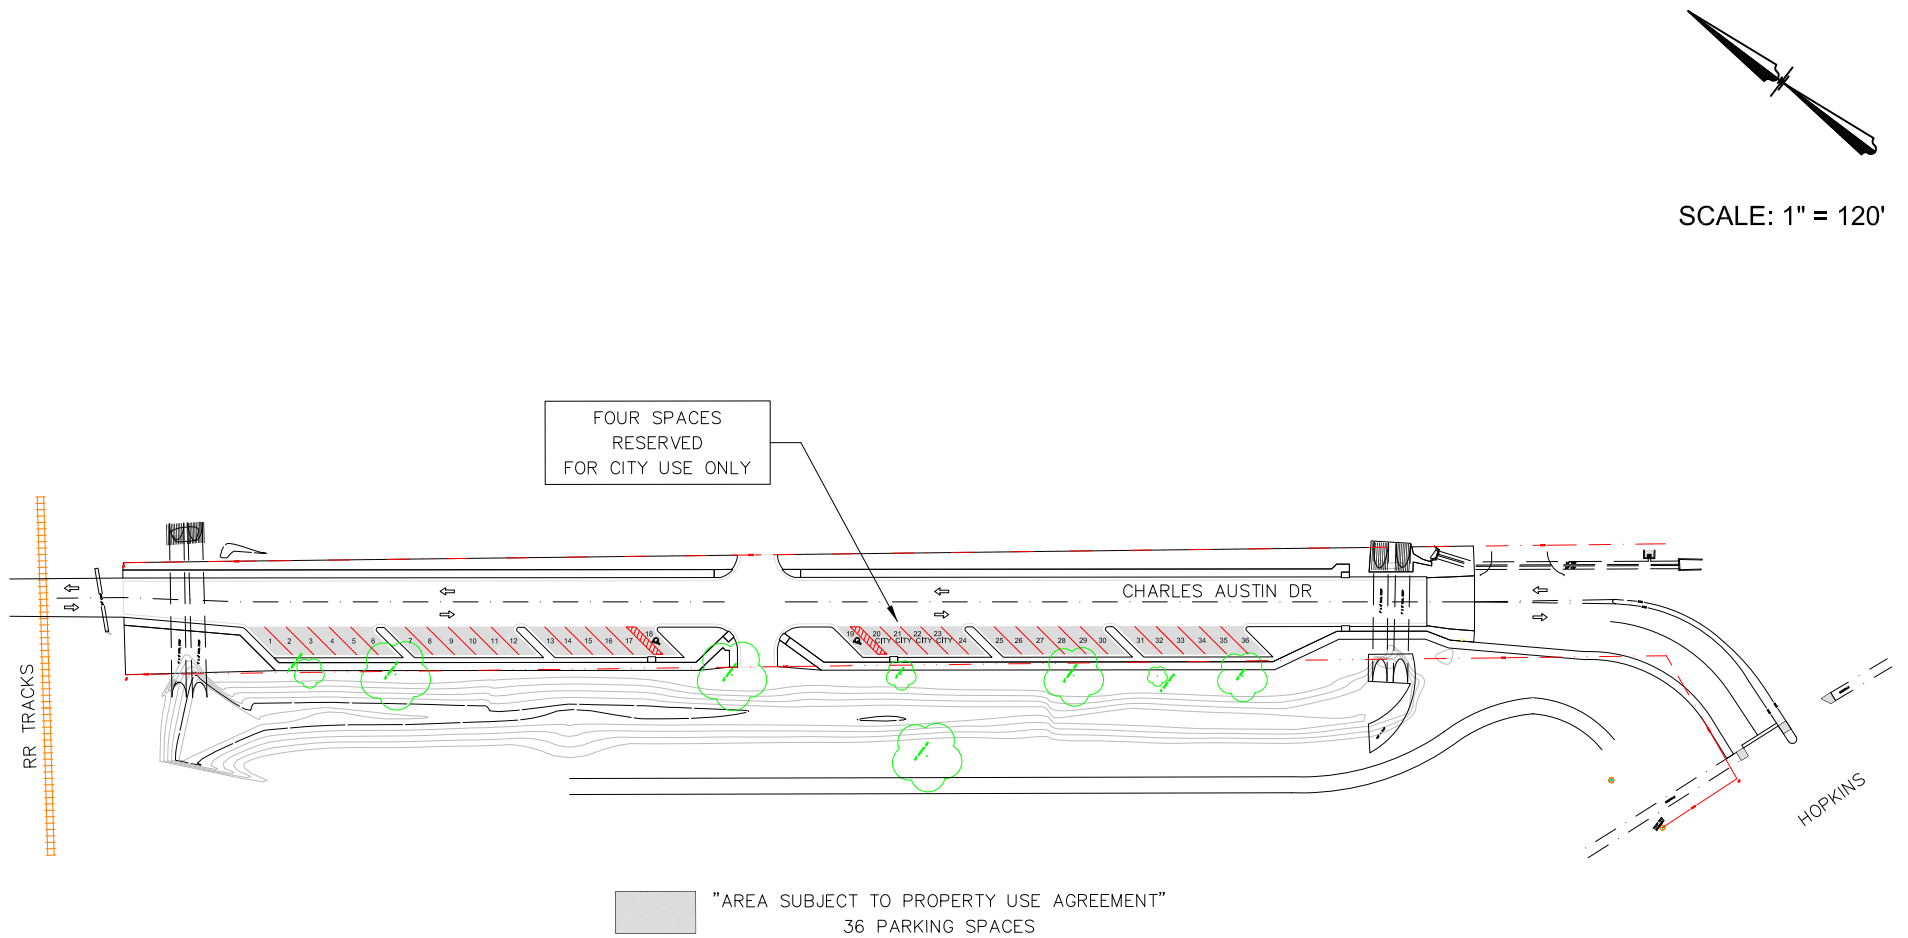 SCALE: 1" = 120'
FOUR SPACES
RESERVED
FOR CITY USE ONLY
CHARLES AUSTIN DR
1 2 3 4 5 6 7 8 9 10 11 12 13 14 15 16 17 18 19 20 21 22 23 24 25 26 27 28 29 30 31 32 33 34 35 36
CITY CITY CITY CITY
RR TRACKS
HOPKINS
"AREA SUBJECT TO PROPERTY USE AGREEMENT"
36 PARKING SPACES